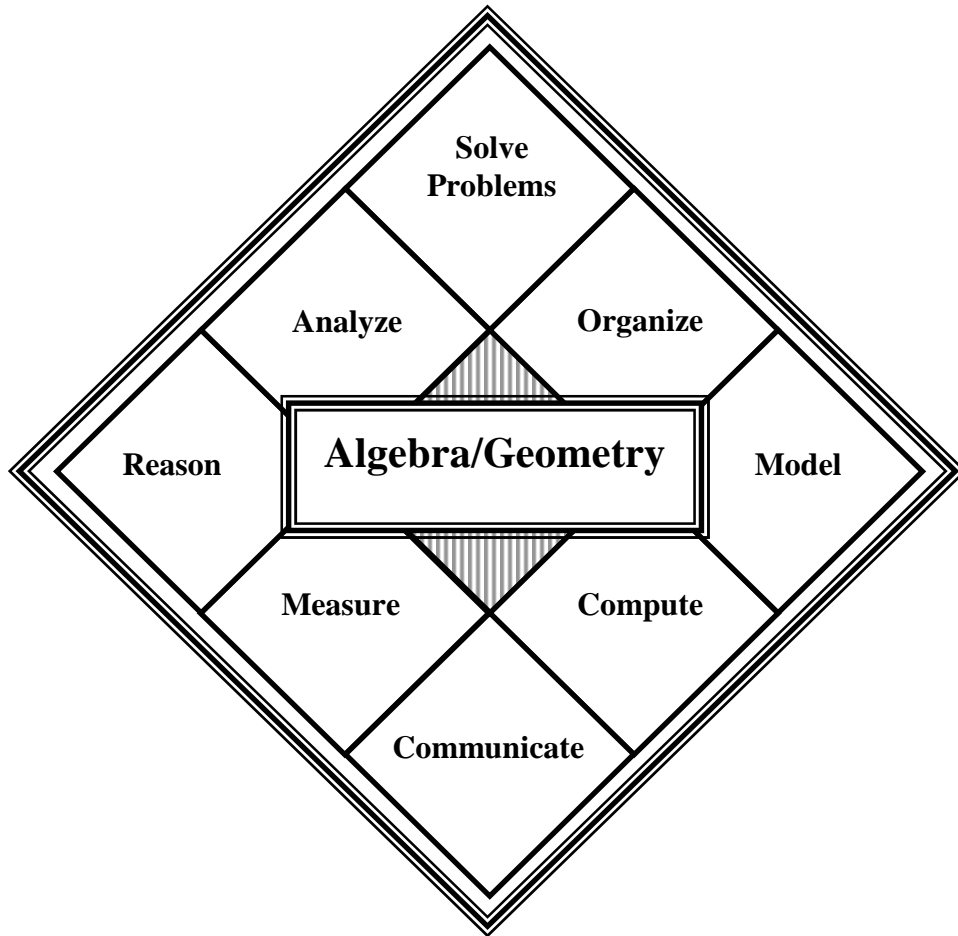 Solve
Problems
Analyze
Organize
Reason
Algebra/Geometry
Model
Measure
Compute
Communicate